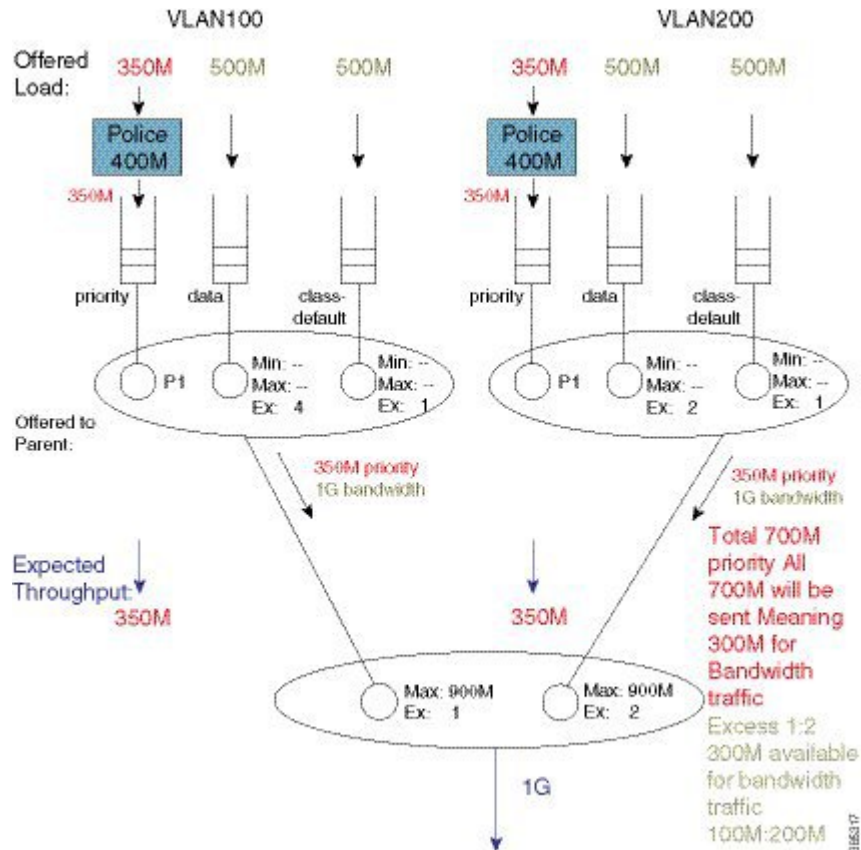 VLAN100 VLAN200
Offered Load: 350M 500M 500M 350M 500M 500M
Police 400M Police 400M
350M 350M
priority data class-default priority data class-default
P1 Min: -- Max: -- Ex: 4 Min: -- Max: -- Ex: 1 P1 Min: -- Max: -- Ex: 2 Min: -- Max: -- Ex: 1
Offered to Parent:
350M priority
1G bandwidth
350M priority
1G bandwidth
Expected Throughput:
350M 350M
Total 700M
priority All
700M will be
sent Meaning
300M for
Bandwidth
traffic
Excess 1:2
300M available
for bandwidth
traffic
100M:200M
Max: 900M
Ex: 1
Max: 900M
Ex: 2
1G